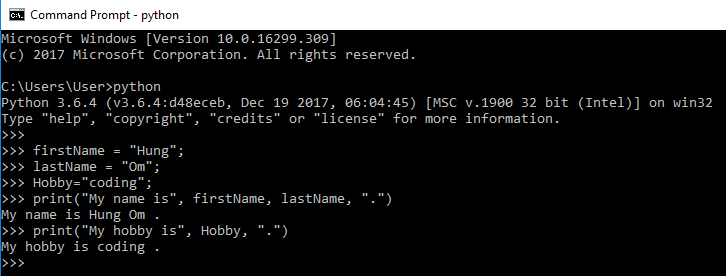 Command Prompt - python
Microsoft Windows [Version 10.0.16299.309]
(c) 2017 Microsoft Corporation. All rights reserved.
C:\Users\User>python
Python 3.6.4 (v3.6.4:d48eceb, Dec 19 2017, 06:04:45) [MSC v.1900 32 bit (Intel)] on win32
Type "help", "copyright", "credits" or "license" for more information.
>>>
>>> firstName = "Hung";
>>> lastName = "Om";
>>> Hobby="coding";
>>> print("My name is", firstName, lastName, ".")
My name is Hung Om .
>>> print("My hobby is", Hobby, ".")
My hobby is coding .
>>>